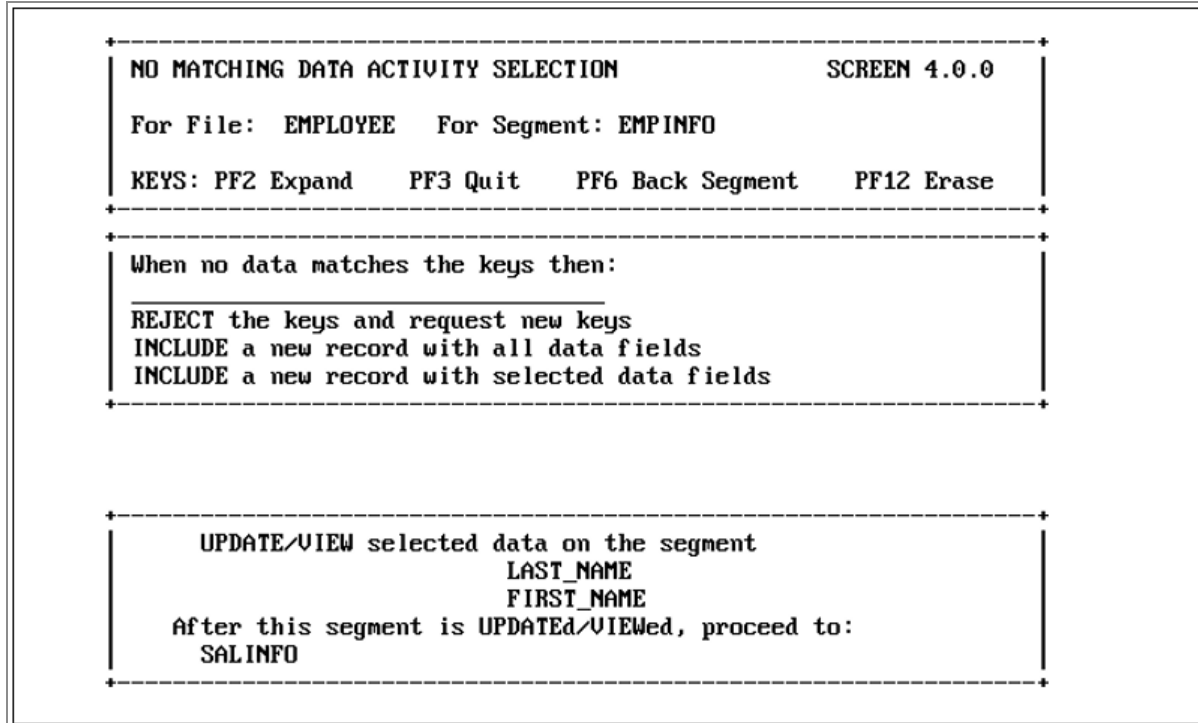 NO MATCHING DATA ACTIVITY SELECTION SCREEN 4.0.0
For File: EMPLOYEE For Segment: EMPINFO
KEYS: PF2 Expand PF3 Quit PF6 Back Segment PF12 Erase
When no data matches the keys then:
REJECT the keys and request new keys
INCLUDE a new record with all data fields
INCLUDE a new record with selected data fields
UPDATE/VIEW selected data on the segment
LAST_NAME
FIRST_NAME
After this segment is UPDATEd/VIEWed, proceed to:
SALINFO